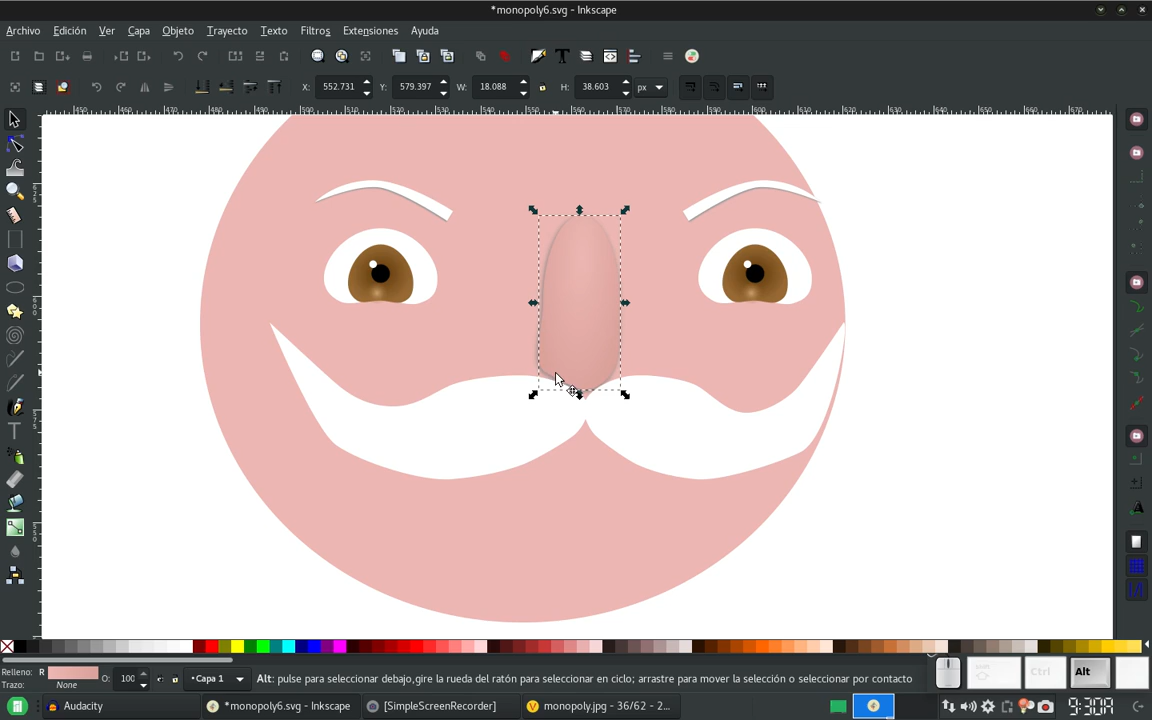 *monopoly6.svg - Inkscape
Archivo Edición Ver Capa Objeto Trayecto Texto Filtros Extensiones Ayuda
X: 552.731 Y: 579.397 W: 18.088 H: 38.603 px
Relleno: R O: 100 Capa 1 Alt: pulse para seleccionar debajo,gire la rueda del ratón para seleccionar en ciclo; arrastre para mover la selección o seleccionar por contacto
Trazo: None
Ctrl Alt
Audacity *monopoly6.svg - Inkscape [SimpleScreenRecorder] monopoly.jpg - 36/62 - 2... 9:30A